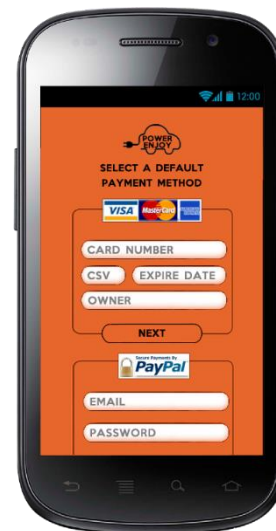 12:00
POWER
ENJOY
SELECT A DEFAULT
PAYMENT METHOD
VISA MasterCard
CARD NUMBER
CSV EXPIRE DATE
OWNER
NEXT
Secure Payments By
PayPal
EMAIL
PASSWORD